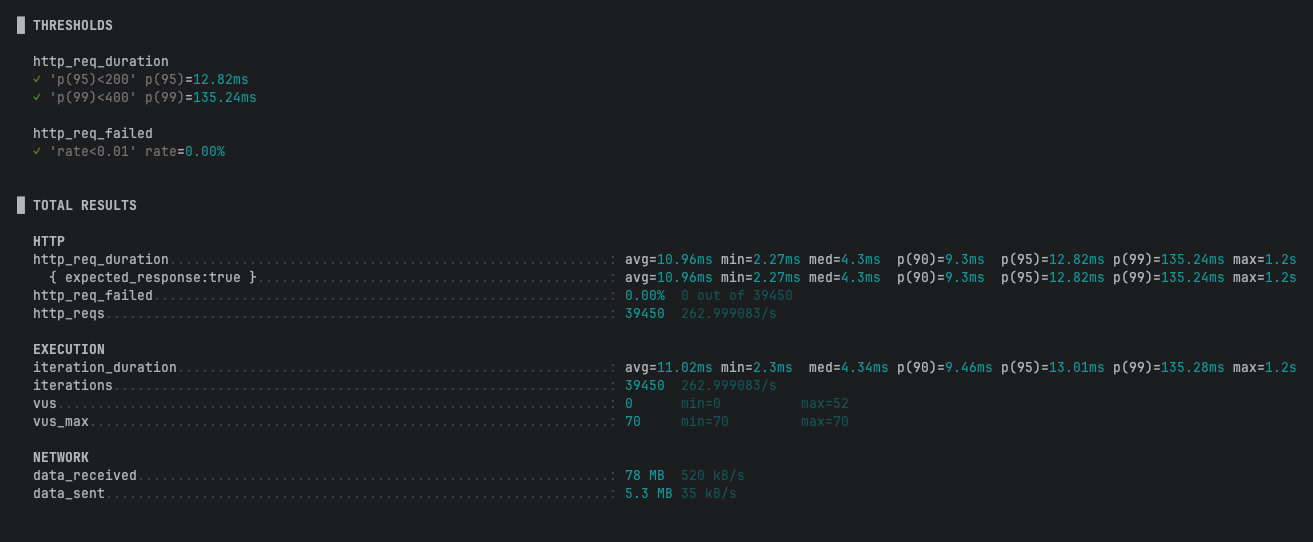 █ THRESHOLDS

http_req_duration
✓ 'p(95)<200' p(95)=12.82ms
✓ 'p(99)<400' p(99)=135.24ms

http_req_failed
✓ 'rate<0.01' rate=0.00%

█ TOTAL RESULTS

HTTP
http_req_duration.......................................................: avg=10.96ms min=2.27ms med=4.3ms  p(90)=9.3ms  p(95)=12.82ms p(99)=135.24ms max=1.2s
  { expected_response:true }............................................: avg=10.96ms min=2.27ms med=4.3ms  p(90)=9.3ms  p(95)=12.82ms p(99)=135.24ms max=1.2s
http_req_failed.........................................................: 0.00%  0 out of 39450
http_reqs...............................................................: 39450  262.999083/s

EXECUTION
iteration_duration......................................................: avg=11.02ms min=2.3ms  med=4.34ms p(90)=9.46ms p(95)=13.01ms p(99)=135.28ms max=1.2s
iterations..............................................................: 39450  262.999083/s
vus.....................................................................: 0      min=0          max=52
vus_max.................................................................: 70     min=70         max=70

NETWORK
data_received...........................................................: 78 MB  520 kB/s
data_sent...............................................................: 5.3 MB 35 kB/s